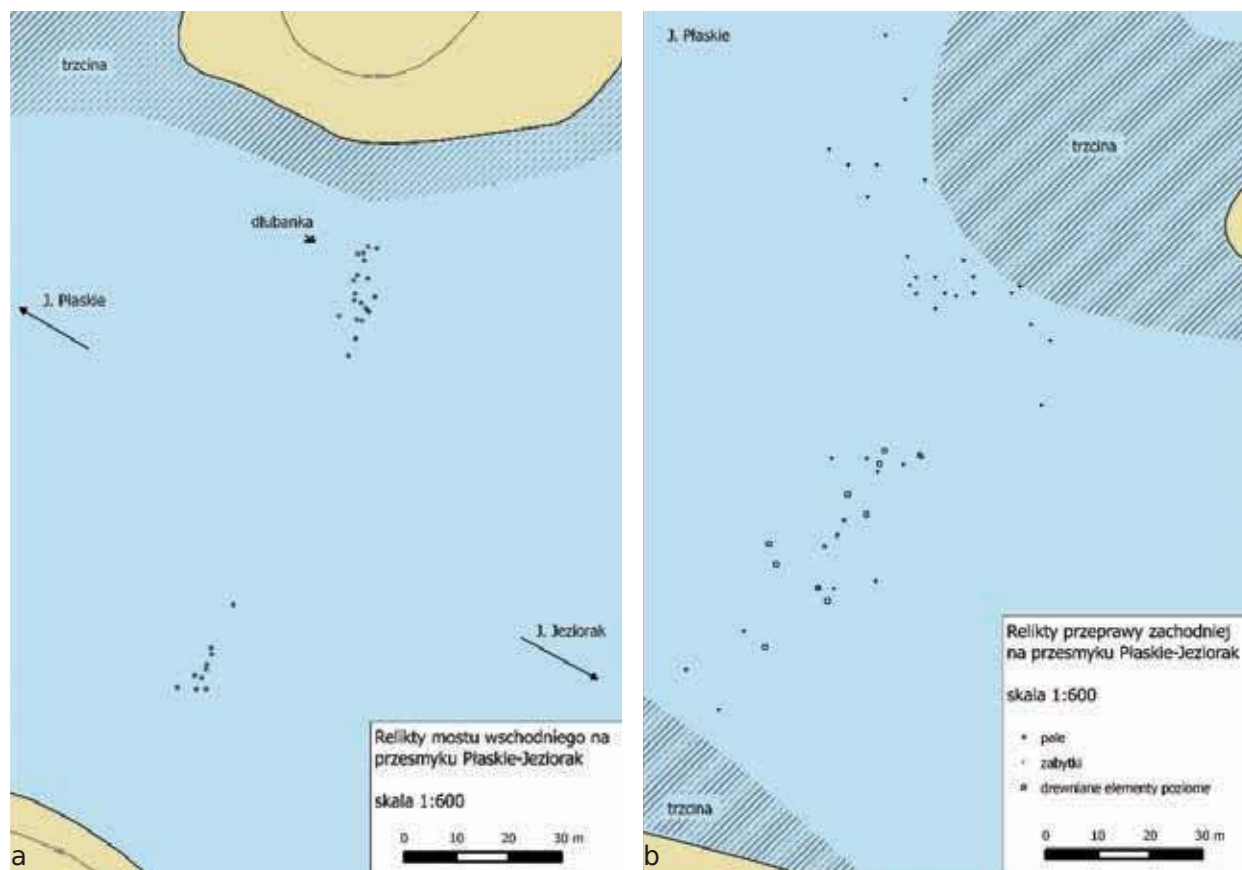 trzcina
dłubanka
J. Płaskie
J. Jeziorak
Relikty mostu wschodniego na
przesmyku Płaskie-Jeziorak
skala 1:600
0 10 20 30 m
a
J. Płaskie
trzcina
trzcina
Relikty przeprawy zachodniej
na przesmyku Płaskie-Jeziorak
skala 1:600
pale
zabytki
drewniane elementy poziome
0 10 20 30 m
b